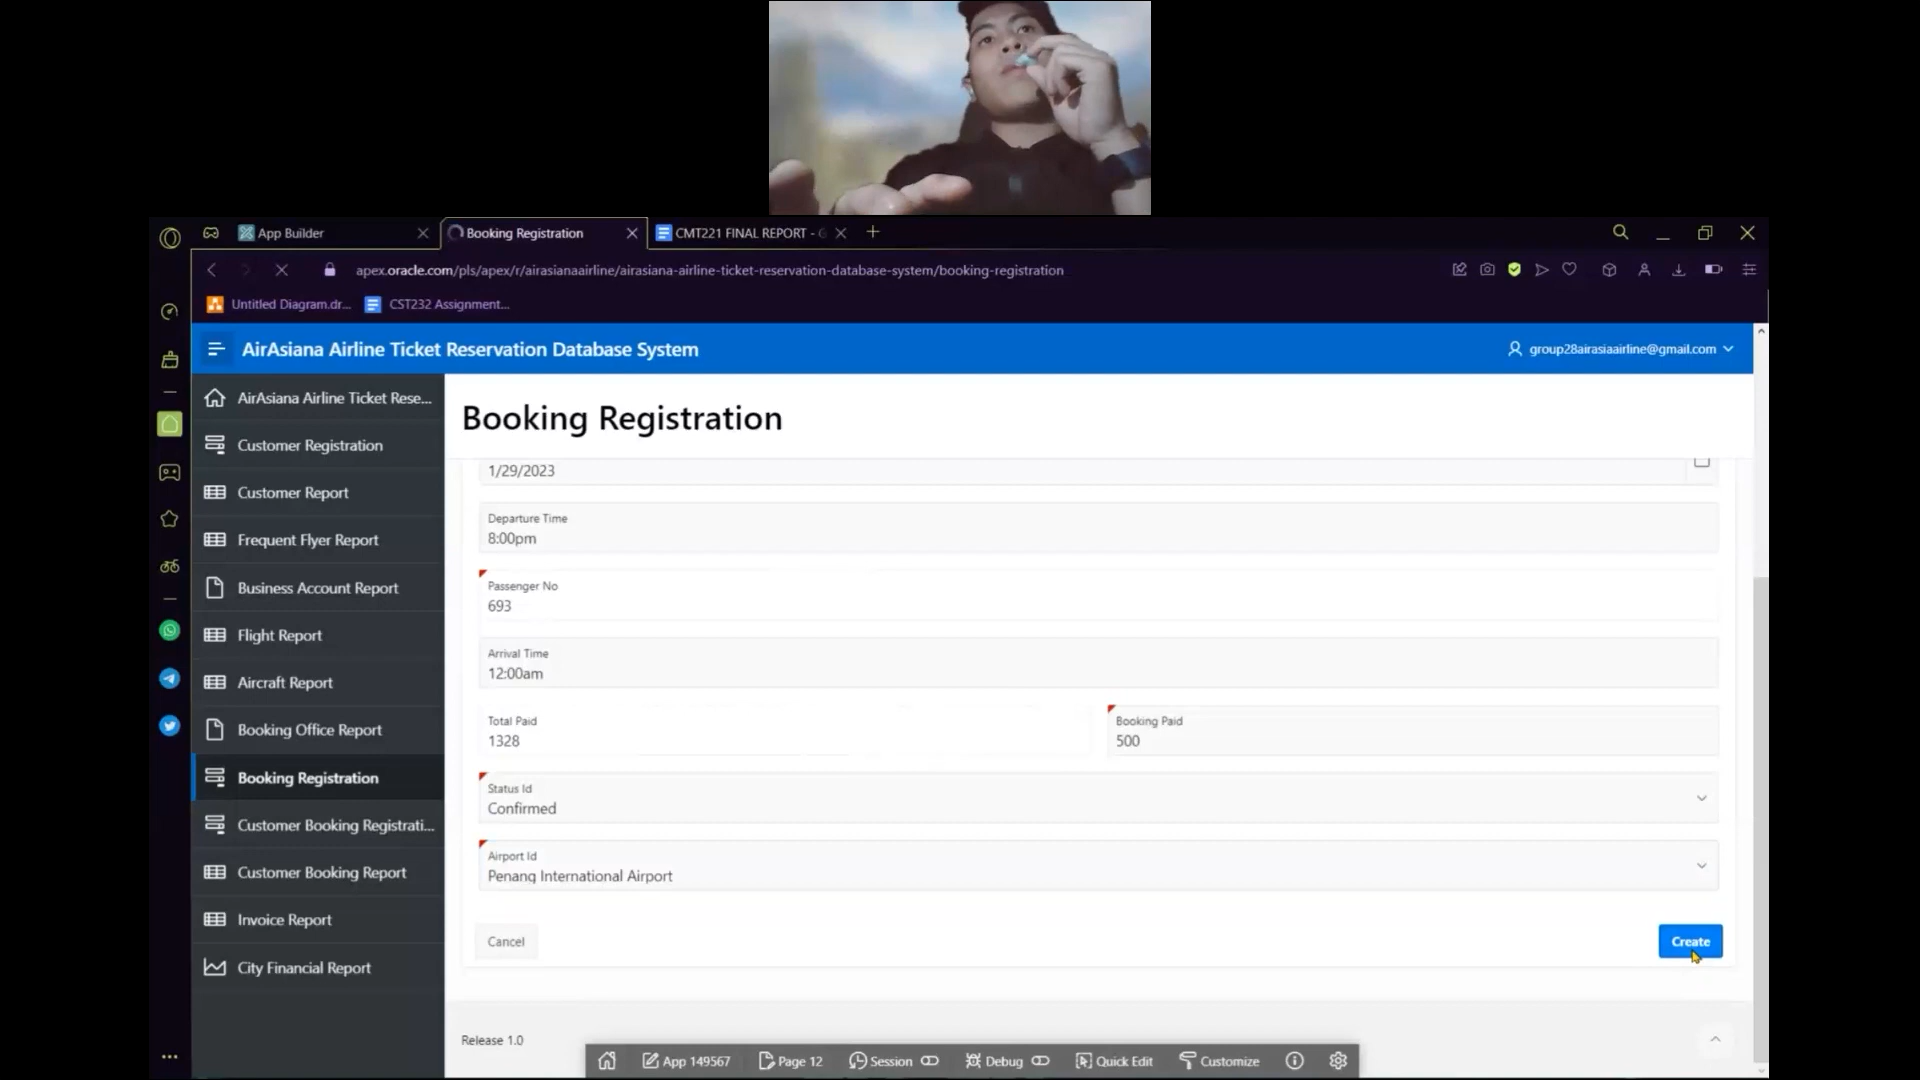 App Builder
Booking Registration
CMT221 FINAL REPORT - G
apex.oracle.com/pls/apex/r/airasianaairline/airasiana-airline-ticket-reservation-database-system/booking-registration
Untitled Diagram.dr...
CST232 Assignment...
AirAsiana Airline Ticket Reservation Database System
group28airasiaairline@gmail.com
AirAsiana Airline Ticket Rese...
Customer Registration
Customer Report
Frequent Flyer Report
Business Account Report
Flight Report
Aircraft Report
Booking Office Report
Booking Registration
Customer Booking Registrati...
Customer Booking Report
Invoice Report
City Financial Report
Booking Registration
1/29/2023
Departure Time
8:00pm
Passenger No
693
Arrival Time
12:00am
Total Paid
1328
Booking Paid
500
Status Id
Confirmed
Airport Id
Penang International Airport
Cancel
Create
Release 1.0
App 149567
Page 12
Session
Debug
Quick Edit
Customize